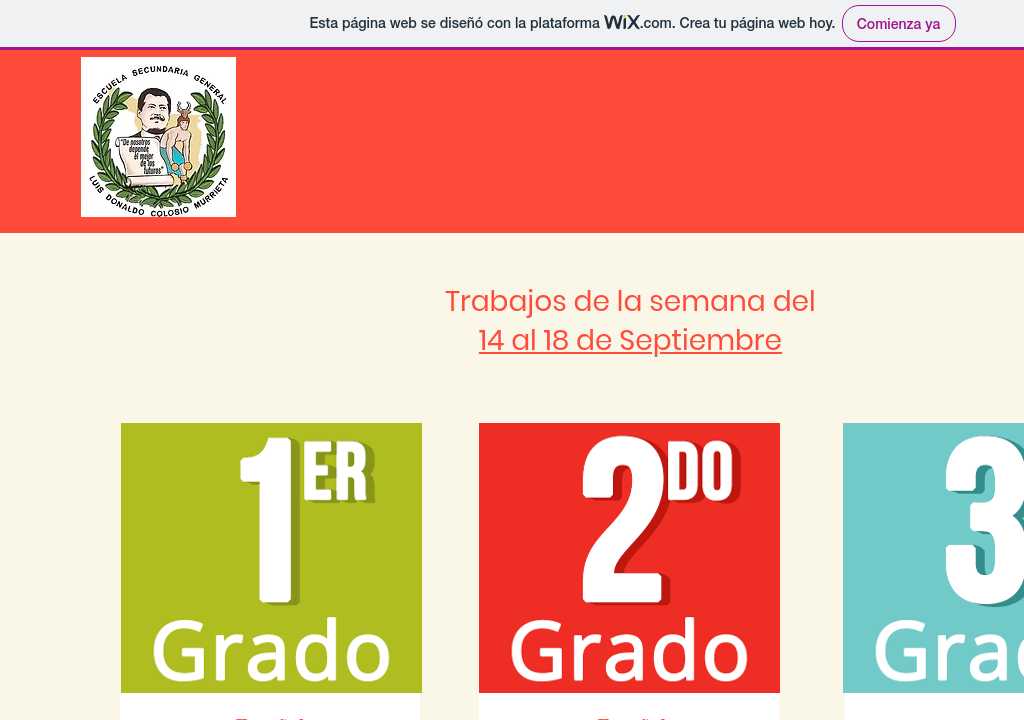 Esta página web se diseñó con la plataforma WiX.com. Crea tu página web hoy. Comienza ya
ESCUELA SECUNDARIA GENERAL
"De nosotros
depende
el mejor
de los
futuros"
LUIS DONALDO COLOSIO MURRIETA
Trabajos de la semana del
14 al 18 de Septiembre
1ER
Grado
2DO
Grado
3
Grad